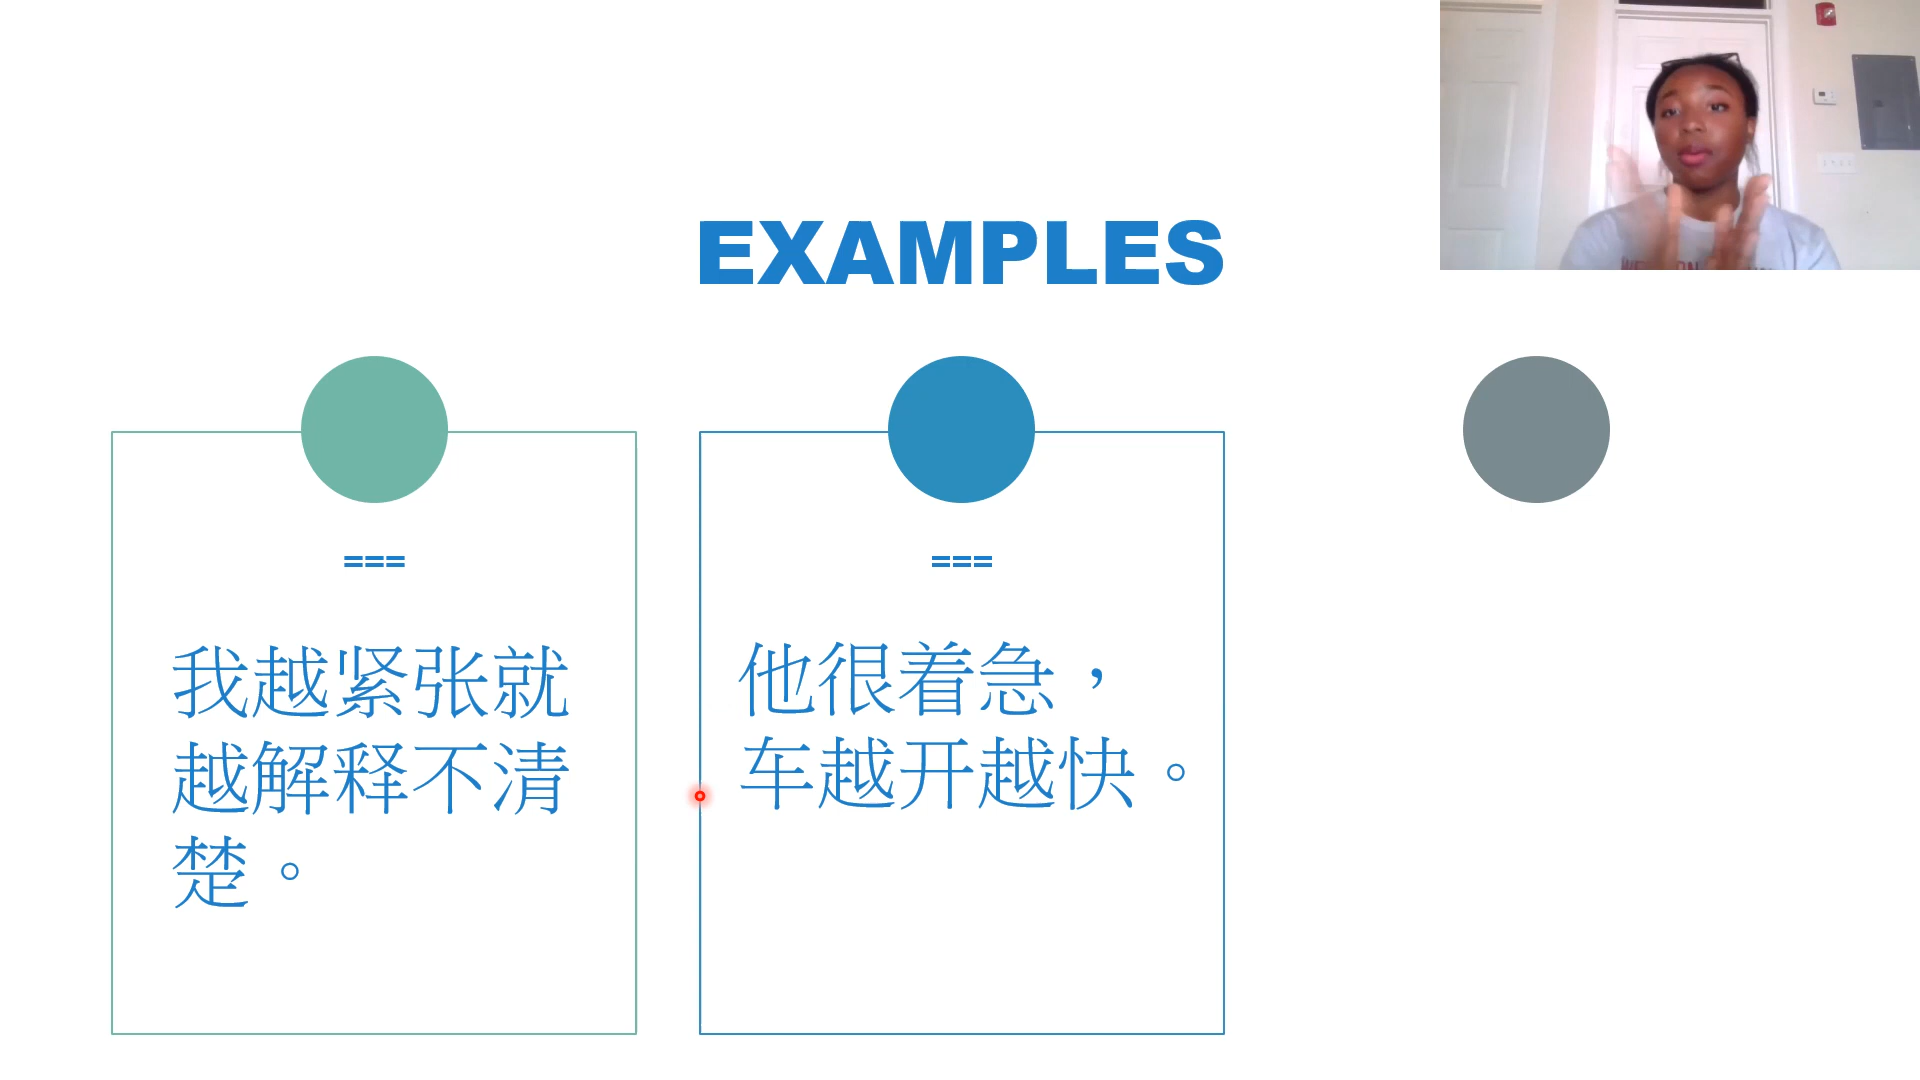 EXAMPLES
===
我越紧张就
越解释不清
楚。
===
他很着急，
车越开越快。